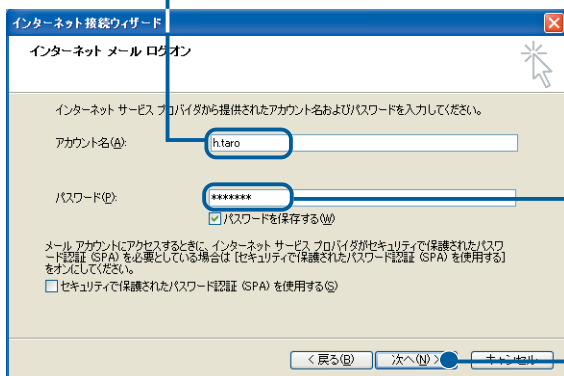 インターネット接続ウィザード
インターネット メール ログオン
インターネット サービス プロバイダから提供されたアカウント名およびパスワードを入力してください。
アカウント名(A):
h.taro
パスワード(P):
*******
パスワードを保存する(W)
メール アカウントにアクセスするときに、インターネット サービス プロバイダがセキュリティで保護されたパスワ
ード認証 (SPA) を必要としている場合は [セキュリティで保護されたパスワード認証 (SPA) を使用する]
をオンにしてください。
セキュリティで保護されたパスワード認証 (SPA) を使用する(S)
< 戻る(B)
次へ(N) >
キャンセル